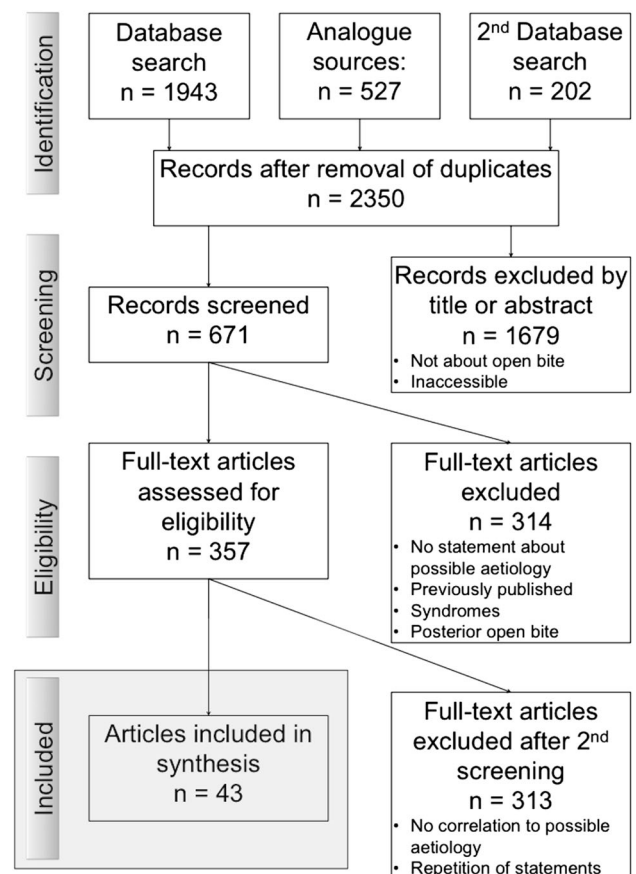 Identification
Database
search
n = 1943
Analogue
sources:
n = 527
2nd Database
search
n = 202
Records after removal of duplicates
n = 2350
Screening
Records screened
n = 671
Records excluded by
title or abstract
n = 1679
• Not about open bite
• Inaccessible
Eligibility
Full-text articles
assessed for
eligibility
n = 357
Full-text articles
excluded
n = 314
• No statement about
possible aetiology
• Previously published
• Syndromes
• Posterior open bite
Included
Articles included in
synthesis
n = 43
Full-text articles
excluded after 2nd
screening
n = 313
• No correlation to possible
aetiology
• Repetition of statements